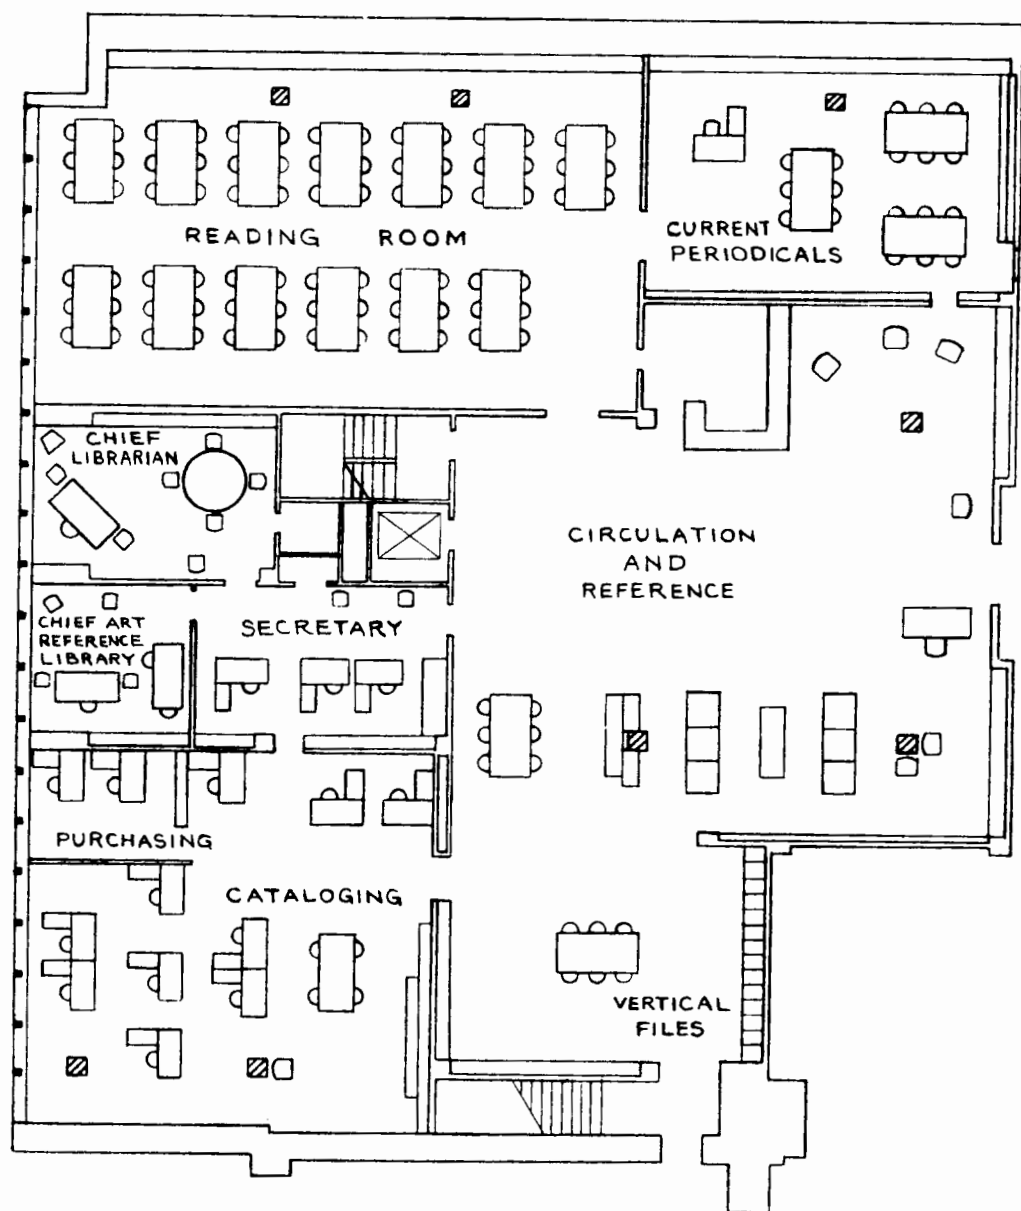 READING ROOM
CURRENT
PERIODICALS
CHIEF
LIBRARIAN
CIRCULATION
AND
REFERENCE
CHIEF ART
REFERENCE
LIBRARY
SECRETARY
PURCHASING
CATALOGING
VERTICAL
FILES